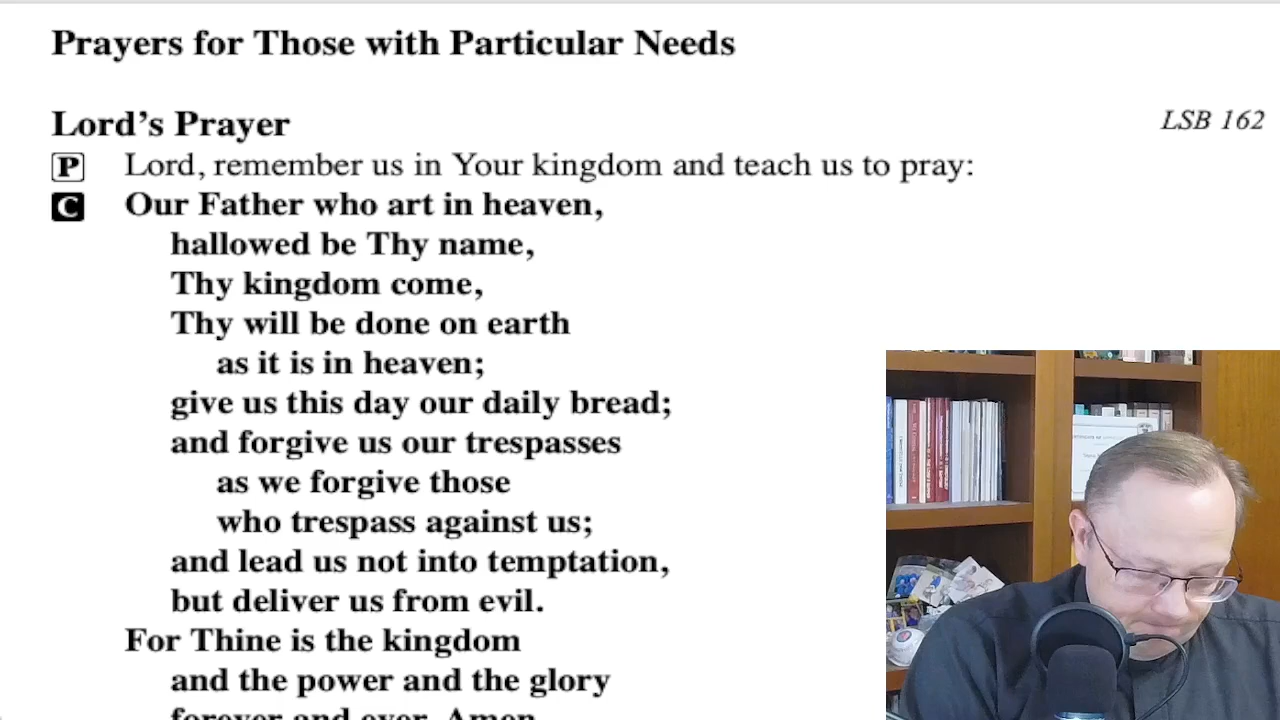 Prayers for Those with Particular Needs
Lord's Prayer LSB 162
P Lord, remember us in Your kingdom and teach us to pray:
C Our Father who art in heaven,
hallowed be Thy name,
Thy kingdom come,
Thy will be done on earth
as it is in heaven;
give us this day our daily bread;
and forgive us our trespasses
as we forgive those
who trespass against us;
and lead us not into temptation,
but deliver us from evil.
For Thine is the kingdom
and the power and the glory
forever and ever. Amen.